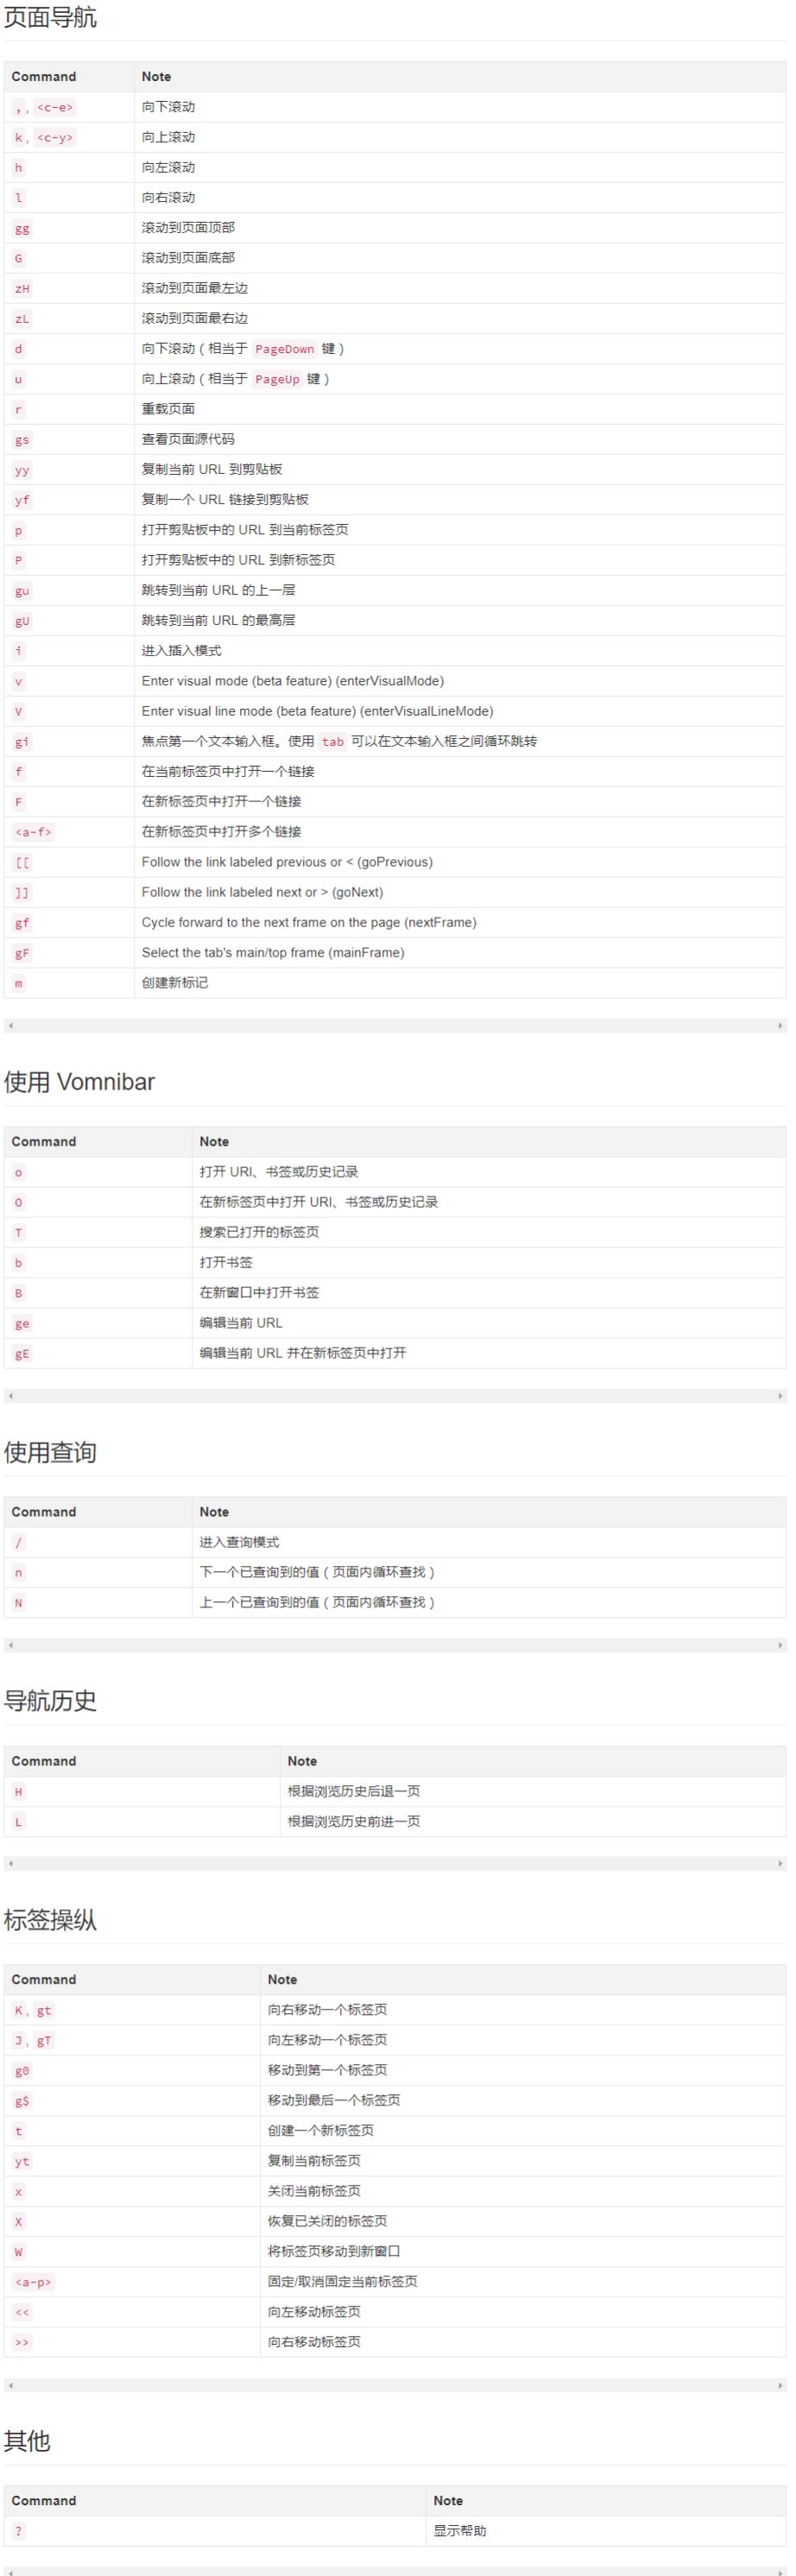 页面导航
Command Note
, , <c-e> 向下滚动
k , <c-y> 向上滚动
h 向左滚动
l 向右滚动
gg 滚动到页面顶部
G 滚动到页面底部
zH 滚动到页面最左边
zL 滚动到页面最右边
d 向下滚动（相当于 PageDown 键）
u 向上滚动（相当于 PageUp 键）
r 重载页面
gs 查看页面源代码
yy 复制当前 URL 到剪贴板
yf 复制一个 URL 链接到剪贴板
p 打开剪贴板中的 URL 到当前标签页
P 打开剪贴板中的 URL 到新标签页
gu 跳转到当前 URL 的上一层
gU 跳转到当前 URL 的最高层
i 进入插入模式
v Enter visual mode (beta feature) (enterVisualMode)
V Enter visual line mode (beta feature) (enterVisualLineMode)
gi 焦点第一个文本输入框。使用 tab 可以在文本输入框之间循环跳转
f 在当前标签页中打开一个链接
F 在新标签页中打开一个链接
<a-f> 在新标签页中打开多个链接
[[ Follow the link labeled previous or < (goPrevious)
]] Follow the link labeled next or > (goNext)
gf Cycle forward to the next frame on the page (nextFrame)
gF Select the tab's main/top frame (mainFrame)
m 创建新标记
使用 Vomnibar
Command Note
o 打开 URI、书签或历史记录
O 在新标签页中打开 URI、书签或历史记录
T 搜索已打开的标签页
b 打开书签
B 在新窗口中打开书签
ge 编辑当前 URL
gE 编辑当前 URL 并在新标签页中打开
使用查询
Command Note
/ 进入查询模式
n 下一个已查询到的值（页面内循环查找）
N 上一个已查询到的值（页面内循环查找）
导航历史
Command Note
H 根据浏览历史后退一页
L 根据浏览历史前进一页
标签操纵
Command Note
K , gt 向右移动一个标签页
J , gT 向左移动一个标签页
g0 移动到第一个标签页
g$ 移动到最后一个标签页
t 创建一个新标签页
yt 复制当前标签页
x 关闭当前标签页
X 恢复已关闭的标签页
W 将标签页移动到新窗口
<a-p> 固定/取消固定当前标签页
<< 向左移动标签页
>> 向右移动标签页
其他
Command Note
? 显示帮助